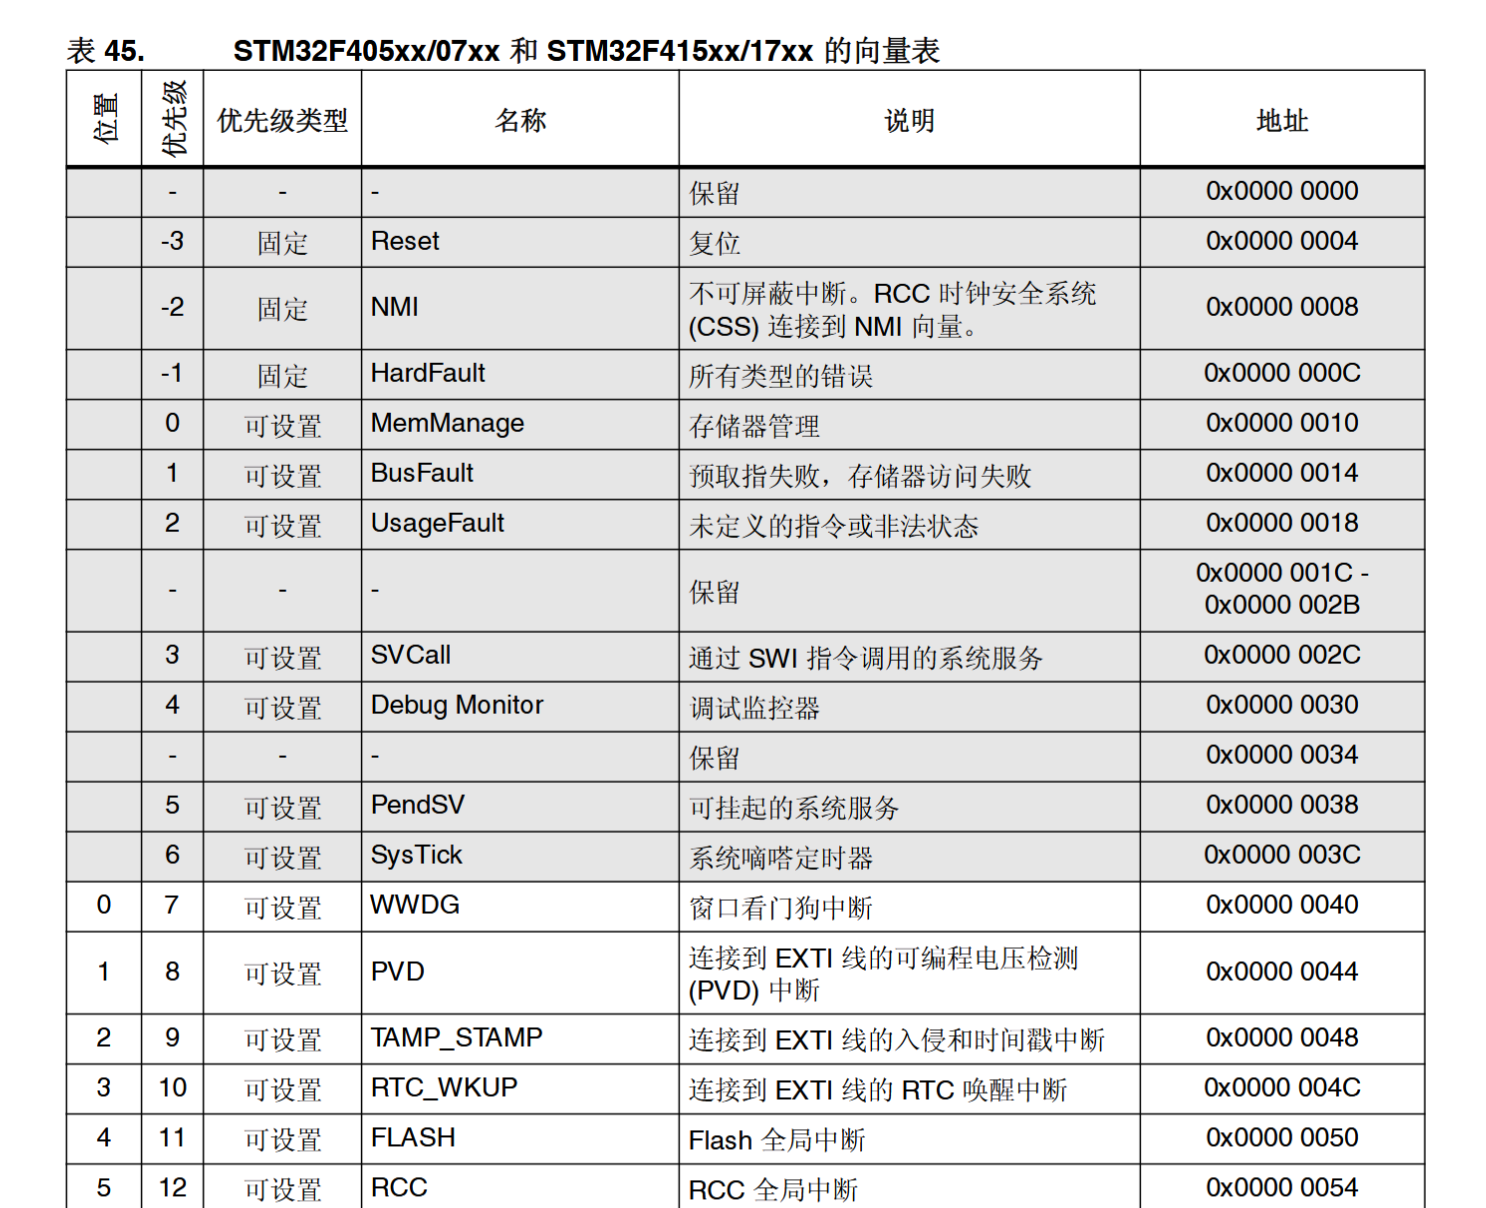 表 45. STM32F405xx/07xx 和 STM32F415xx/17xx 的向量表
位置 优先级 优先级类型 名称 说明 地址
- - - 保留 0x0000 0000
-3 固定 Reset 复位 0x0000 0004
-2 固定 NMI 不可屏蔽中断。RCC 时钟安全系统 0x0000 0008
(CSS) 连接到 NMI 向量。
-1 固定 HardFault 所有类型的错误 0x0000 000C
0 可设置 MemManage 存储器管理 0x0000 0010
1 可设置 BusFault 预取指失败，存储器访问失败 0x0000 0014
2 可设置 UsageFault 未定义的指令或非法状态 0x0000 0018
- - - 保留 0x0000 001C -
0x0000 002B
3 可设置 SVCall 通过 SWI 指令调用的系统服务 0x0000 002C
4 可设置 Debug Monitor 调试监控器 0x0000 0030
- - - 保留 0x0000 0034
5 可设置 PendSV 可挂起的系统服务 0x0000 0038
6 可设置 SysTick 系统嘀嗒定时器 0x0000 003C
0 7 可设置 WWDG 窗口看门狗中断 0x0000 0040
1 8 可设置 PVD 连接到 EXTI 线的可编程电压检测 0x0000 0044
(PVD) 中断
2 9 可设置 TAMP_STAMP 连接到 EXTI 线的入侵和时间戳中断 0x0000 0048
3 10 可设置 RTC_WKUP 连接到 EXTI 线的 RTC 唤醒中断 0x0000 004C
4 11 可设置 FLASH Flash 全局中断 0x0000 0050
5 12 可设置 RCC RCC 全局中断 0x0000 0054